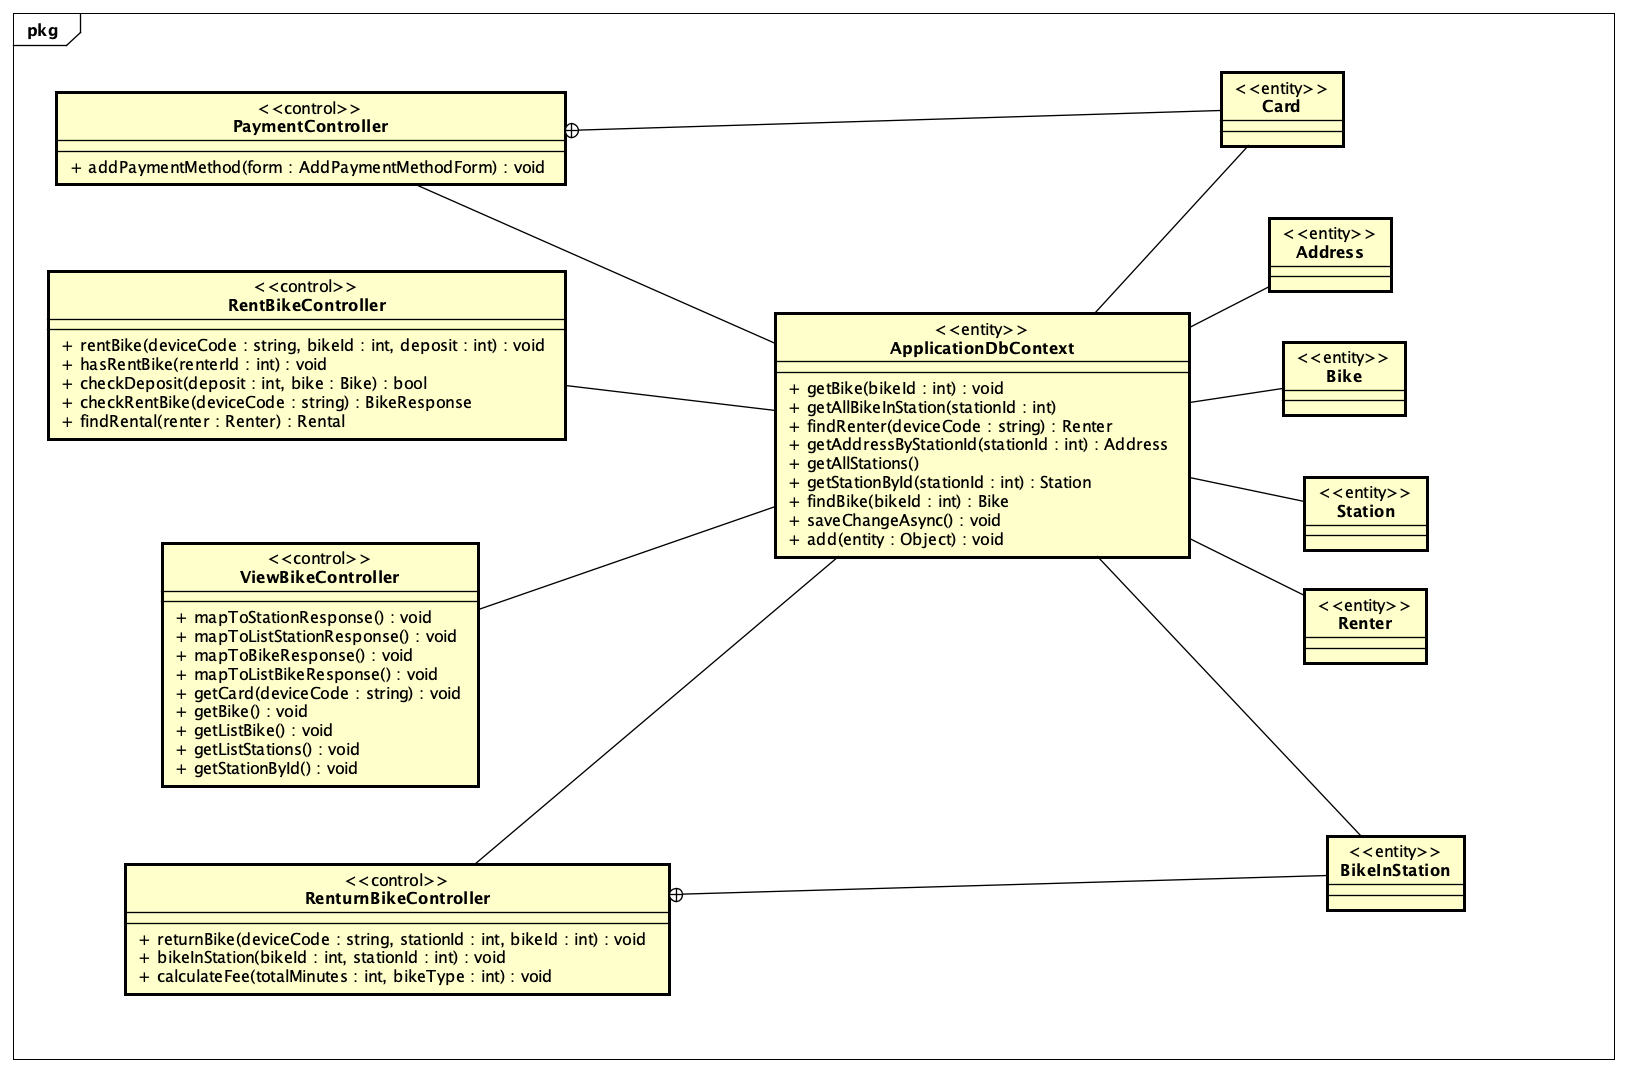 pkg
<<control>>
PaymentController
+ addPaymentMethod(form : AddPaymentMethodForm) : void
<<entity>>
Card
<<entity>>
Address
<<control>>
RentBikeController
+ rentBike(deviceCode : string, bikeId : int, deposit : int) : void
+ hasRentBike(renterId : int) : void
+ checkDeposit(deposit : int, bike : Bike) : bool
+ checkRentBike(deviceCode : string) : BikeResponse
+ findRental(renter : Renter) : Rental
<<entity>>
ApplicationDbContext
+ getBike(bikeId : int) : void
+ getAllBikeInStation(stationId : int)
+ findRenter(deviceCode : string) : Renter
+ getAddressByStationId(stationId : int) : Address
+ getAllStations()
+ getStationById(stationId : int) : Station
+ findBike(bikeId : int) : Bike
+ saveChangeAsync() : void
+ add(entity : Object) : void
<<entity>>
Bike
<<entity>>
Station
<<entity>>
Renter
<<control>>
ViewBikeController
+ mapToStationResponse() : void
+ mapToListStationResponse() : void
+ mapToBikeResponse() : void
+ mapToListBikeResponse() : void
+ getCard(deviceCode : string) : void
+ getBike() : void
+ getListBike() : void
+ getListStations() : void
+ getStationById() : void
<<entity>>
BikeInStation
<<control>>
RenturnBikeController
+ returnBike(deviceCode : string, stationId : int, bikeId : int) : void
+ bikeInStation(bikeId : int, stationId : int) : void
+ calculateFee(totalMinutes : int, bikeType : int) : void